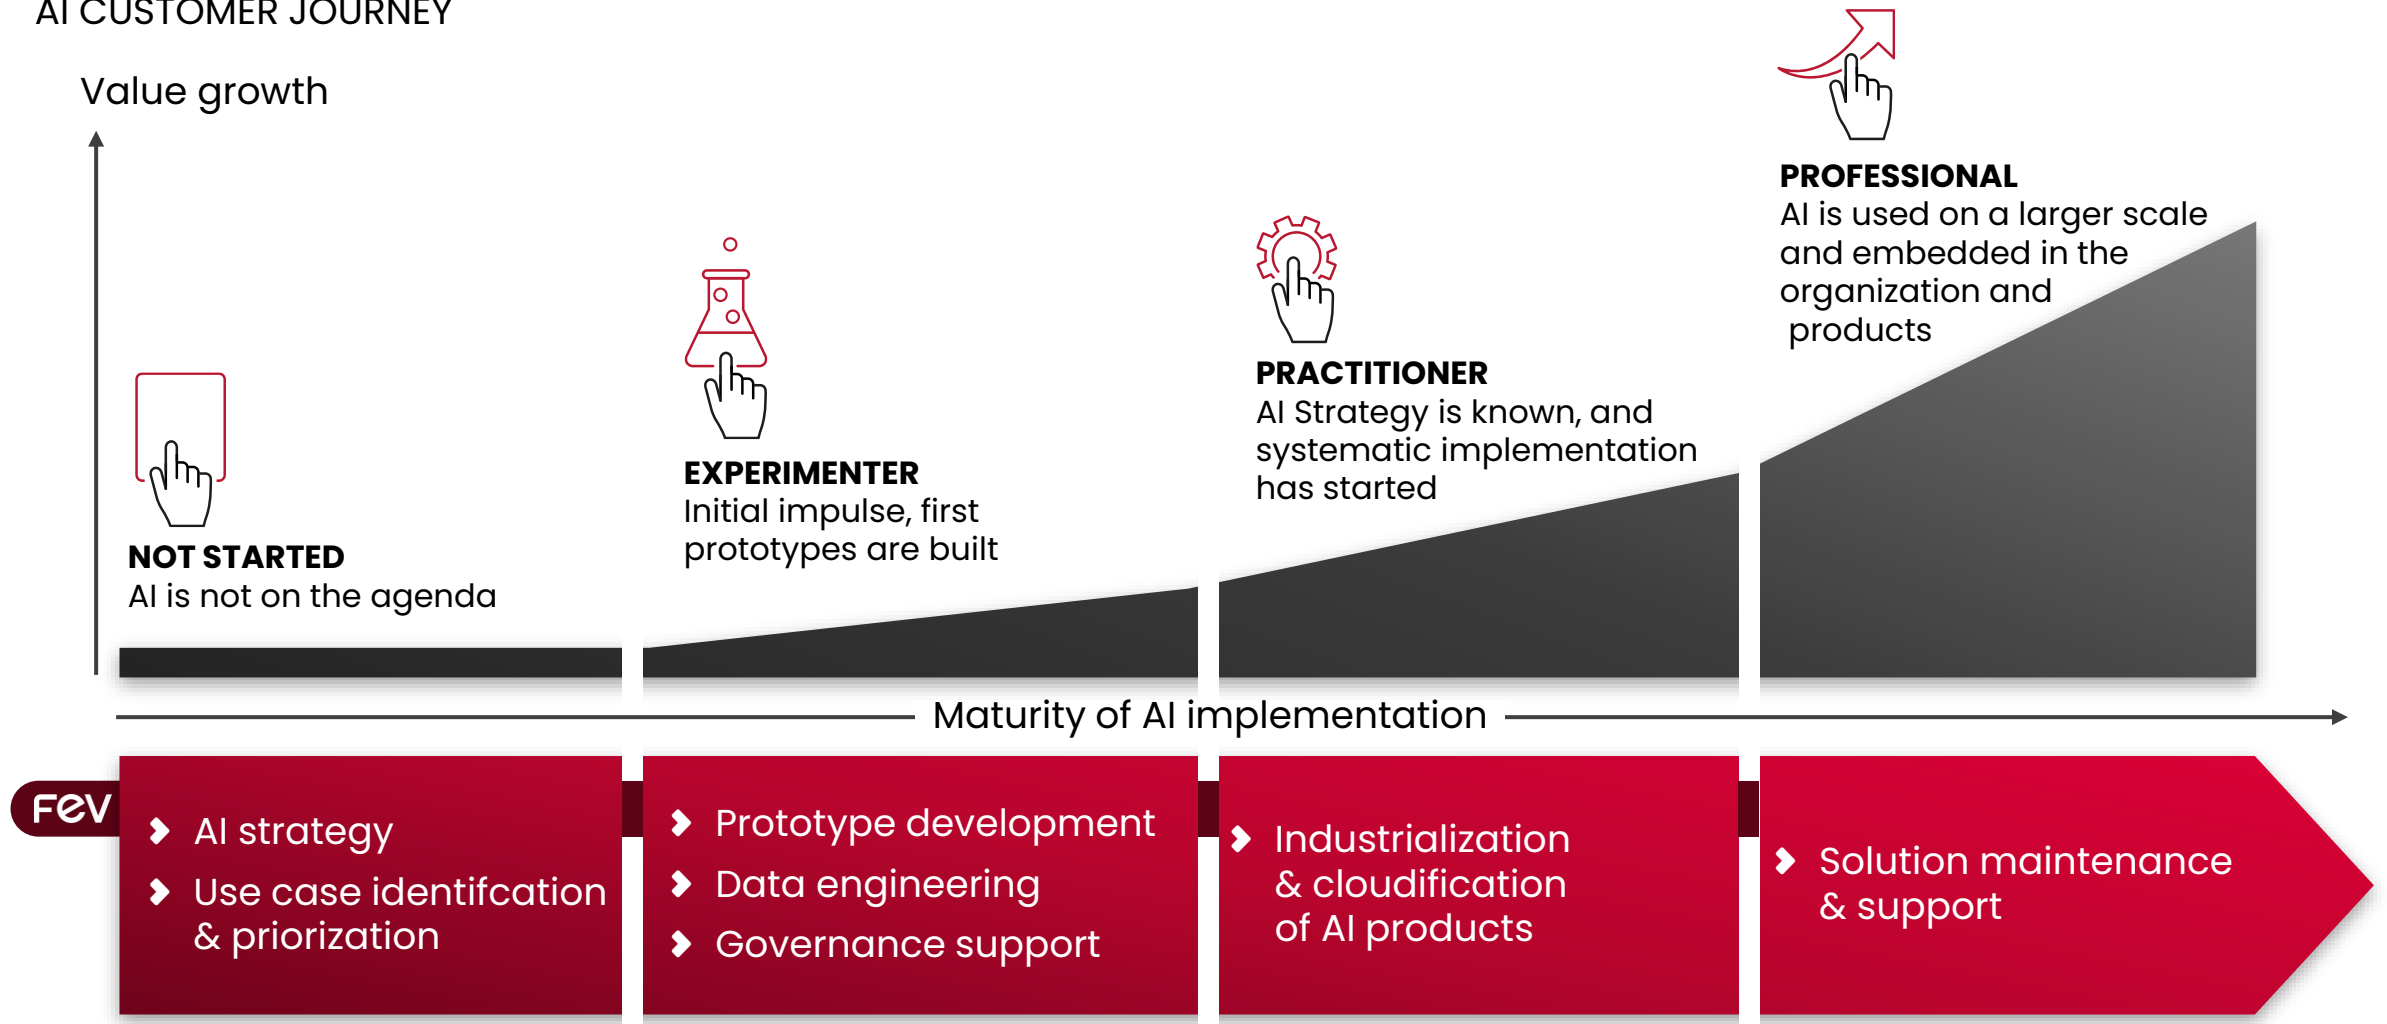 AI CUSTOMER JOURNEY
Value growth
NOT STARTED
AI is not on the agenda
EXPERIMENTER
Initial impulse, first
prototypes are built
PRACTITIONER
AI Strategy is known, and
systematic implementation
has started
PROFESSIONAL
AI is used on a larger scale
and embedded in the
organization and
products
Maturity of AI implementation
FEV
AI strategy
Use case identifcation
& priorization
Prototype development
Data engineering
Governance support
Industrialization
& cloudification
of AI products
Solution maintenance
& support